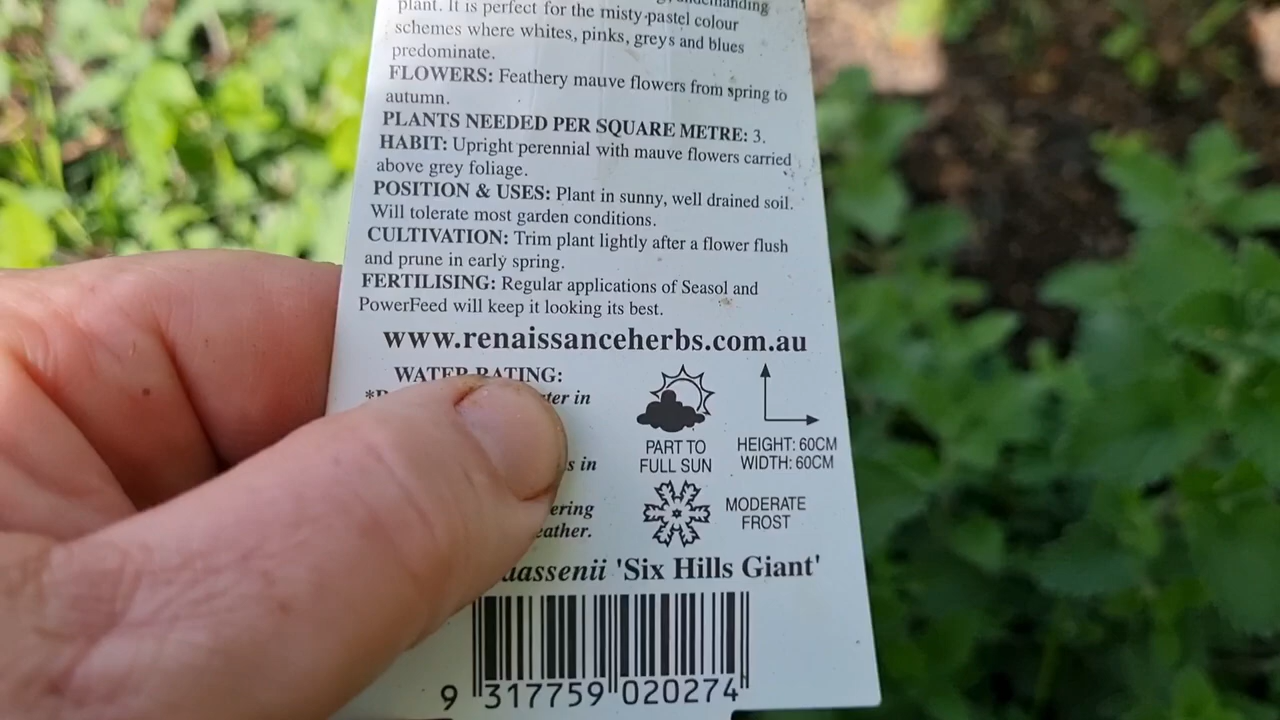 plant. It is perfect for the misty-pastel colour
schemes where whites, pinks, greys and blues
predominate.
FLOWERS: Feathery mauve flowers from spring to
autumn.
PLANTS NEEDED PER SQUARE METRE: 3.
HABIT: Upright perennial with mauve flowers carried
above grey foliage.
POSITION & USES: Plant in sunny, well drained soil.
Will tolerate most garden conditions.
CULTIVATION: Trim plant lightly after a flower flush
and prune in early spring.
FERTILISING: Regular applications of Seasol and
PowerFeed will keep it looking its best.
www.renaissanceherbs.com.au
WATER RATING:
in
in
PART TO
FULL SUN
HEIGHT: 60CM
WIDTH: 60CM
MODERATE
FROST
'Six Hills Giant'
9 317759 020274